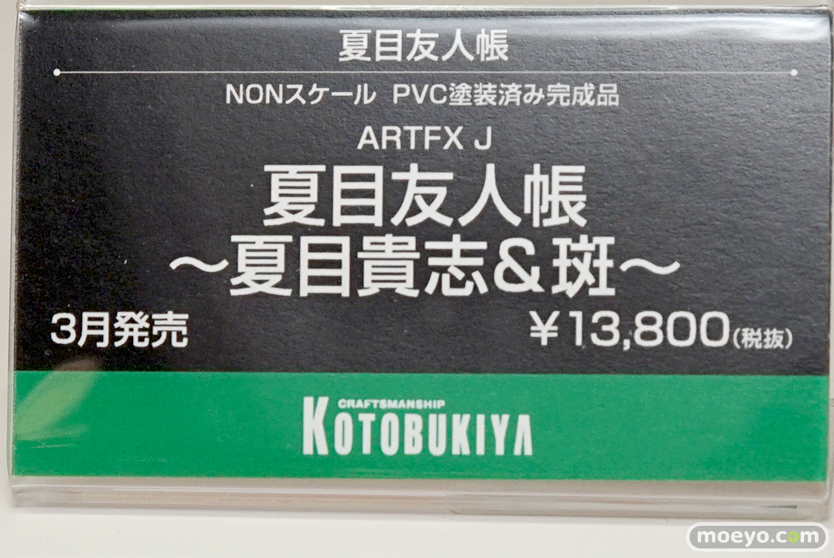 夏目友人帳
NONスケール PVC塗装済み完成品
ARTFX J
夏目友人帳
～夏目貴志&斑～
3月発売 ￥13,800(税抜)
CRAFTSMANSHIP
KOTOBUKIYA
moeyo.com